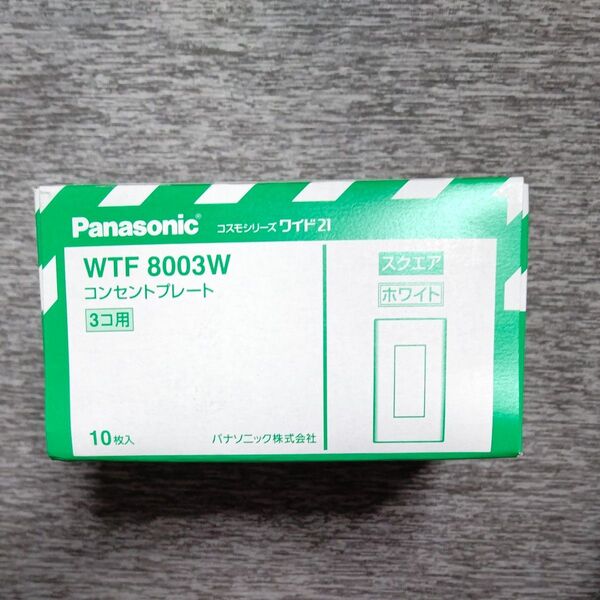 Panasonic® コスモシリーズ ワイド21
WTF 8003W
コンセントプレート
3コ用
スクエア
ホワイト
10枚入
パナソニック株式会社